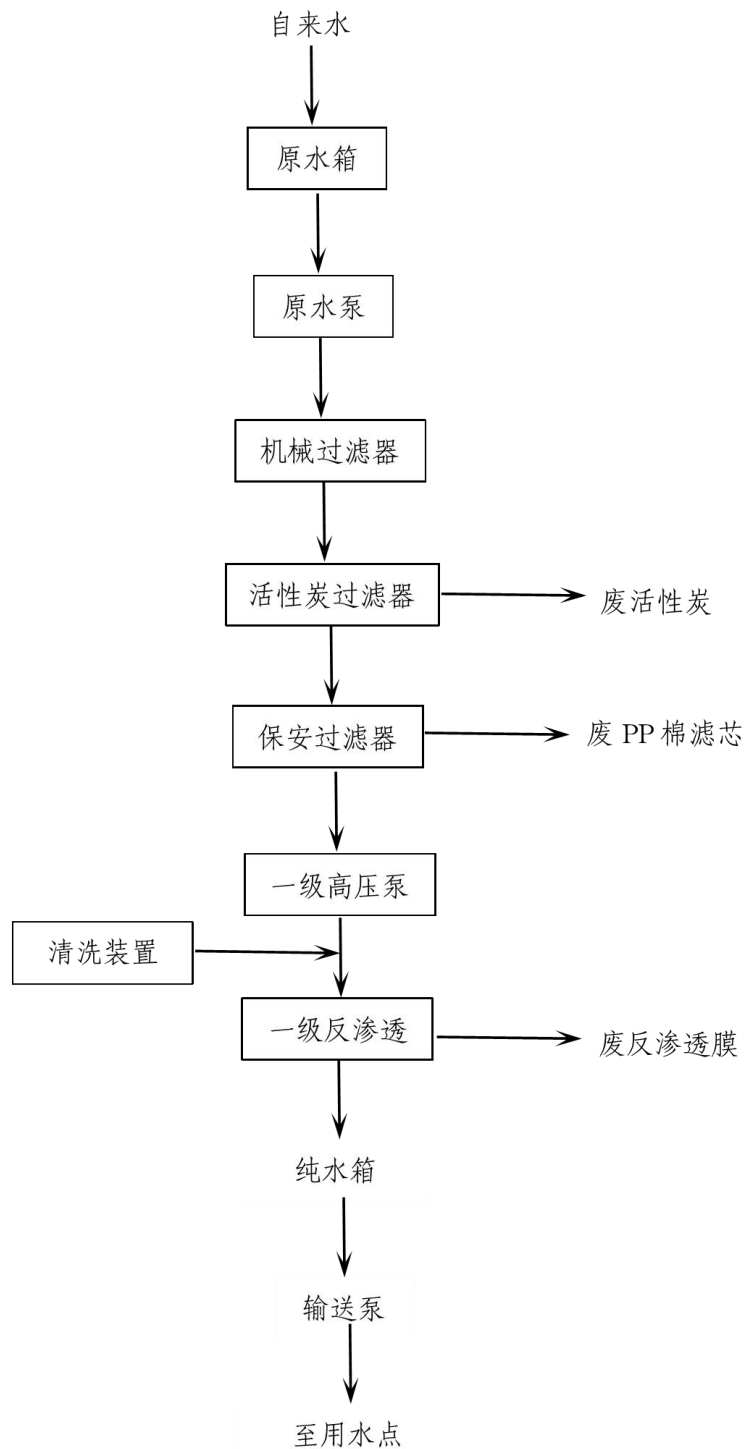 自来水
原水箱
原水泵
机械过滤器
活性炭过滤器
废活性炭
保安过滤器
废 PP 棉滤芯
一级高压泵
清洗装置
一级反渗透
废反渗透膜
纯水箱
输送泵
至用水点